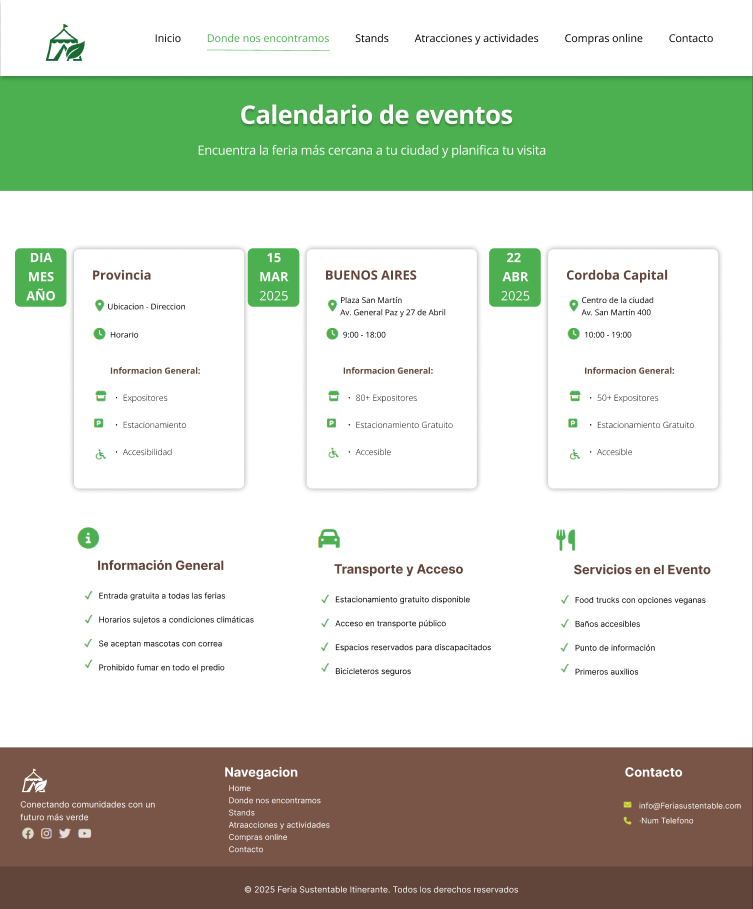 Inicio
Donde nos encontramos
Stands
Atracciones y actividades
Compras online
Contacto
Calendario de eventos
Encuentra la feria más cercana a tu ciudad y planifica tu visita
DIA
MES
AÑO
Provincia
Ubicacion - Direccion
Horario
Informacion General:
· Expositores
· Estacionamiento
· Accesibilidad
15
MAR
2025
BUENOS AIRES
Plaza San Martín
Av. General Paz y 27 de Abril
9:00 - 18:00
Informacion General:
· 80+ Expositores
· Estacionamiento Gratuito
· Accesible
22
ABR
2025
Cordoba Capital
Centro de la ciudad
Av. San Martín 400
10:00 - 19:00
Informacion General:
· 50+ Expositores
· Estacionamiento Gratuito
· Accesible
Información General
Entrada gratuita a todas las ferias
Horarios sujetos a condiciones climáticas
Se aceptan mascotas con correa
Prohibido fumar en todo el predio
Transporte y Acceso
Estacionamiento gratuito disponible
Acceso en transporte público
Espacios reservados para discapacitados
Bicicleteros seguros
Servicios en el Evento
Food trucks con opciones veganas
Baños accesibles
Punto de información
Primeros auxilios
Conectando comunidades con un
futuro más verde
Navegacion
Home
Donde nos encontramos
Stands
Atraacciones y actividades
Compras online
Contacto
Contacto
info@Feriasustentable.com
-Num Telefono
© 2025 Feria Sustentable Itinerante. Todos los derechos reservados